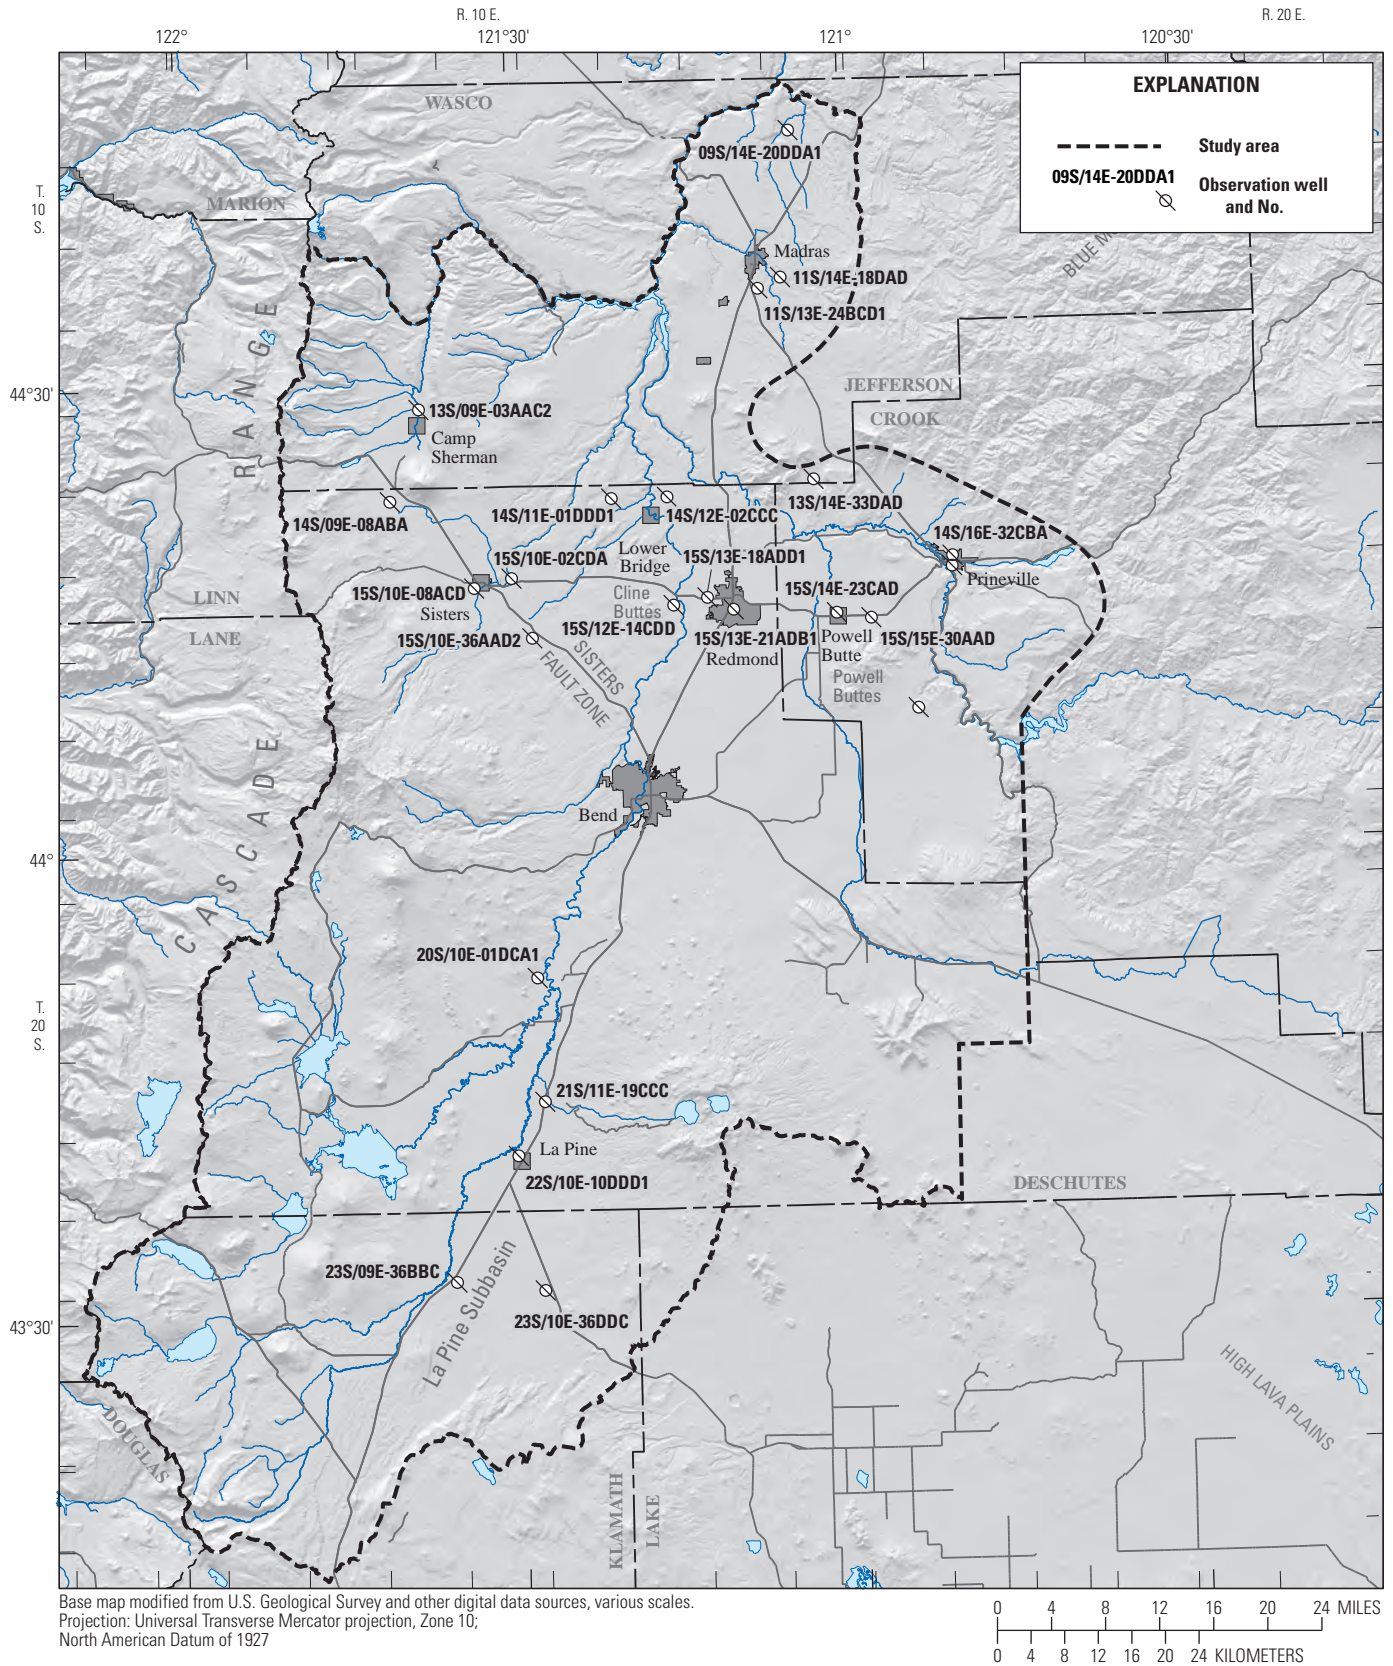 R. 10 E.
R. 20 E.
122°
121°30'
121°
120°30'
EXPLANATION
Study area
09S/14E-20DDA1
Observation well
and No.
WASCO
09S/14E-20DDA1
T.
10
S.
MARION
BLUE M
Madras
11S/14E-18DAD
11S/13E-24BCD1
RANGE
JEFFERSON
44°30'
13S/09E-03AAC2
CROOK
Camp
Sherman
13S/14E-33DAD
14S/09E-08ABA
14S/11E-01DDD1
14S/12E-02CCC
14S/16E-32CBA
Lower
Bridge
15S/10E-02CDA
15S/13E-18ADD1
Prineville
15S/10E-08ACD
Cline
Buttes
15S/14E-23CAD
LINN
Sisters
15S/12E-14CDD
15S/13E-21ADB1
Powell
Butte
15S/15E-30AAD
LANE
15S/10E-36AAD2
Redmond
SISTERS
FAULT ZONE
Powell
Buttes
CASCADE
Bend
44°
20S/10E-01DCA1
T.
20
S.
21S/11E-19CCC
La Pine
22S/10E-10DDD1
DESCHUTES
23S/09E-36BBC
La Pine Subbasin
23S/10E-36DDC
43°30'
HIGH LAVA PLAINS
DOUGLAS
KLAMATH
LAKE
Base map modified from U.S. Geological Survey and other digital data sources, various scales.
Projection: Universal Transverse Mercator projection, Zone 10;
North American Datum of 1927
0 4 8 12 16 20 24 MILES
0 4 8 12 16 20 24 KILOMETERS